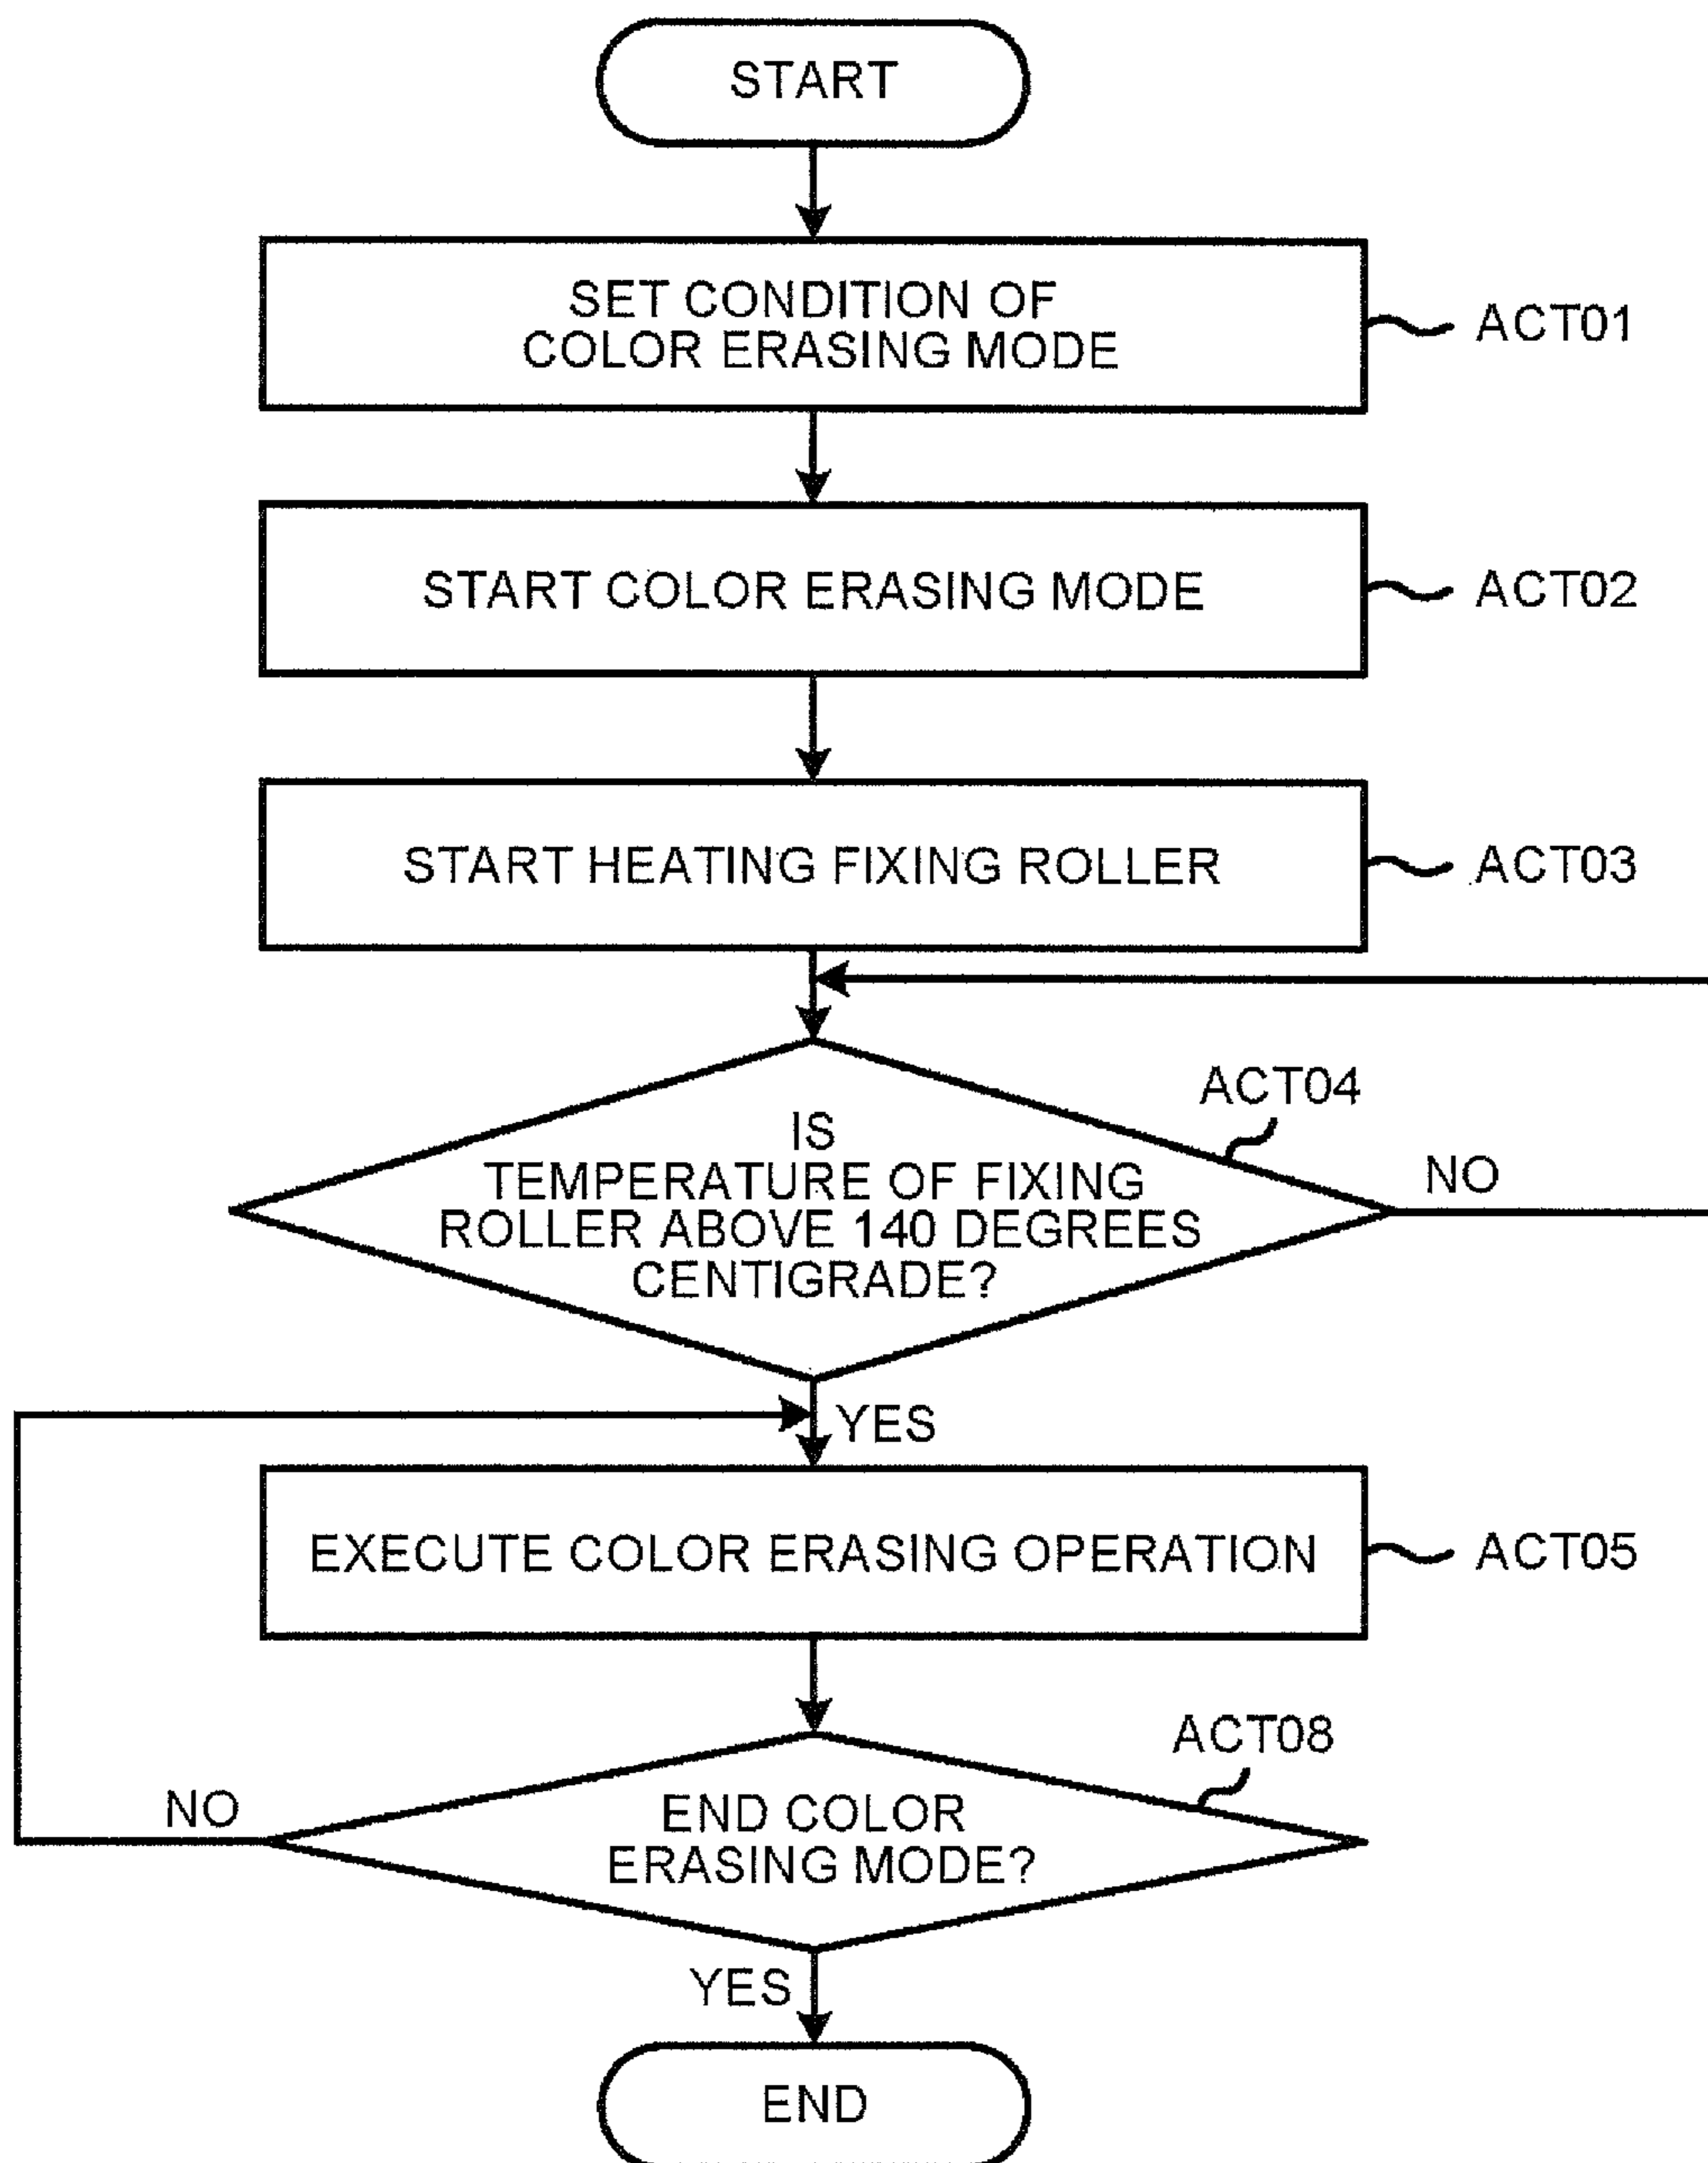 START
SET CONDITION OF
COLOR ERASING MODE
ACT01
START COLOR ERASING MODE
ACT02
START HEATING FIXING ROLLER
ACT03
ACT04
IS
TEMPERATURE OF FIXING
ROLLER ABOVE 140 DEGREES
CENTIGRADE?
NO
YES
EXECUTE COLOR ERASING OPERATION
ACT05
ACT08
END COLOR
ERASING MODE?
NO
YES
END